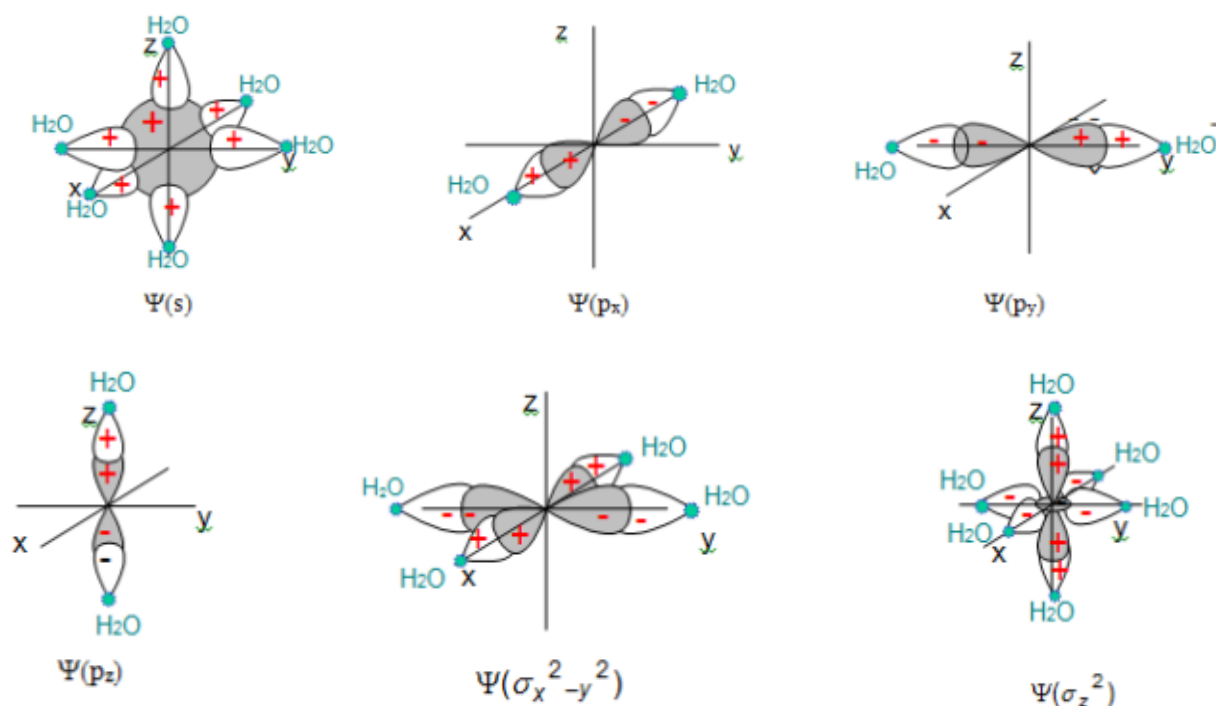 H2O
z
H2O
+
+
+
H2O
+
+
H2O
y
x
+
H2O
+
H2O
Ψ(s)
z
H2O
-
-
y
+
+
H2O
x
Ψ(px)
z
- -
H2O
-
-
+
+
y
H2O
-
x
Ψ(py)
H2O
z
+
+
y
x
-
-
H2O
Ψ(pz)
z
+
+
H2O
- -
- -
H2O
y
+
+
H2O
x
Ψ(σx²-y²)
H2O
z
+
+
H2O
H2O
-
-
-
-
-
H2O
y
H2O
x
+
+
H2O
Ψ(σz²)